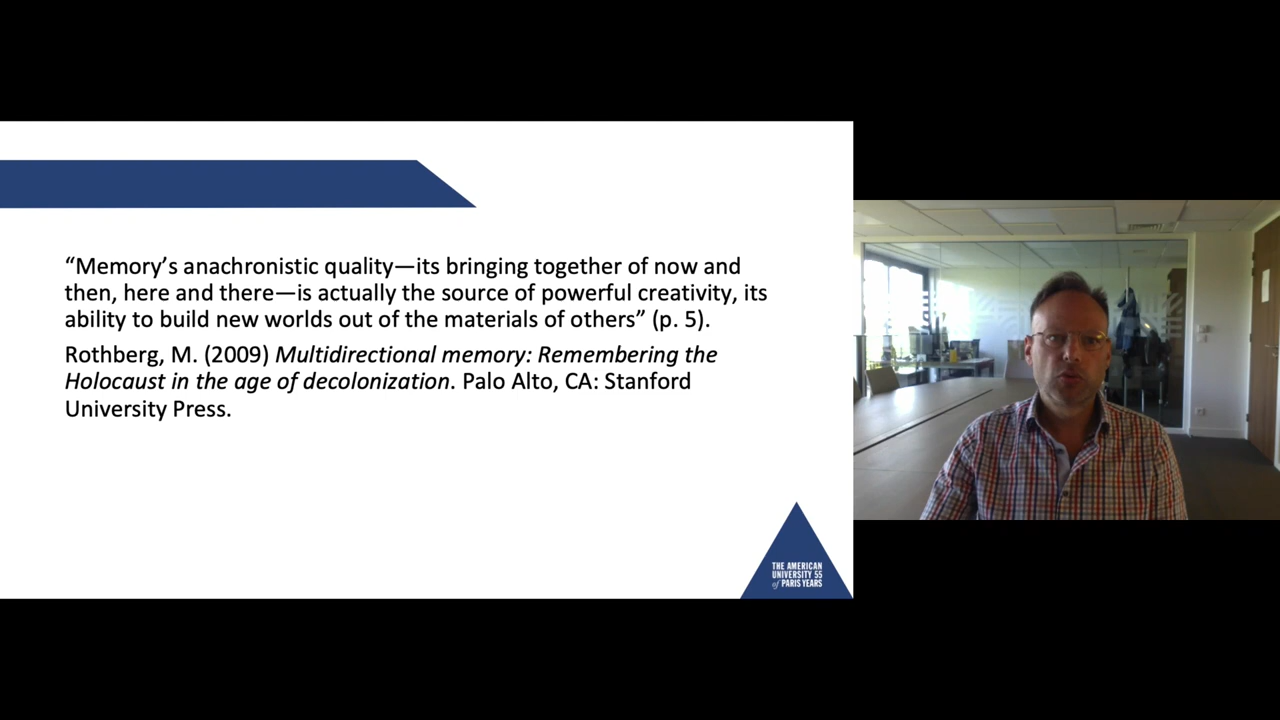 “Memory’s anachronistic quality—its bringing together of now and
then, here and there—is actually the source of powerful creativity, its
ability to build new worlds out of the materials of others” (p. 5).
Rothberg, M. (2009) Multidirectional memory: Remembering the
Holocaust in the age of decolonization. Palo Alto, CA: Stanford
University Press.
THE AMERICAN
UNIVERSITY 55
of PARIS YEARS